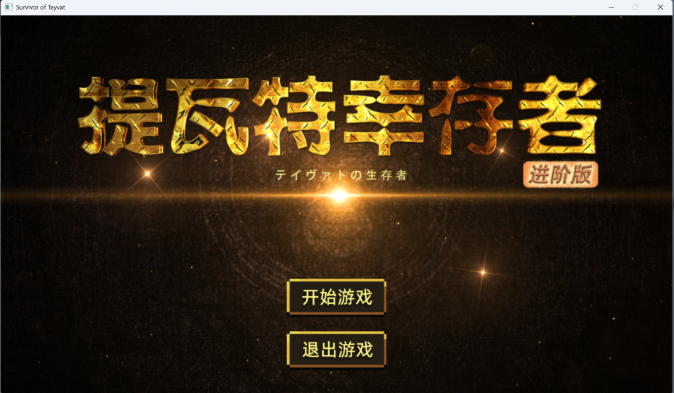 Survivor of Teyvat
提瓦特幸存者
テイヴァトの生存者
进阶版
开始游戏
退出游戏